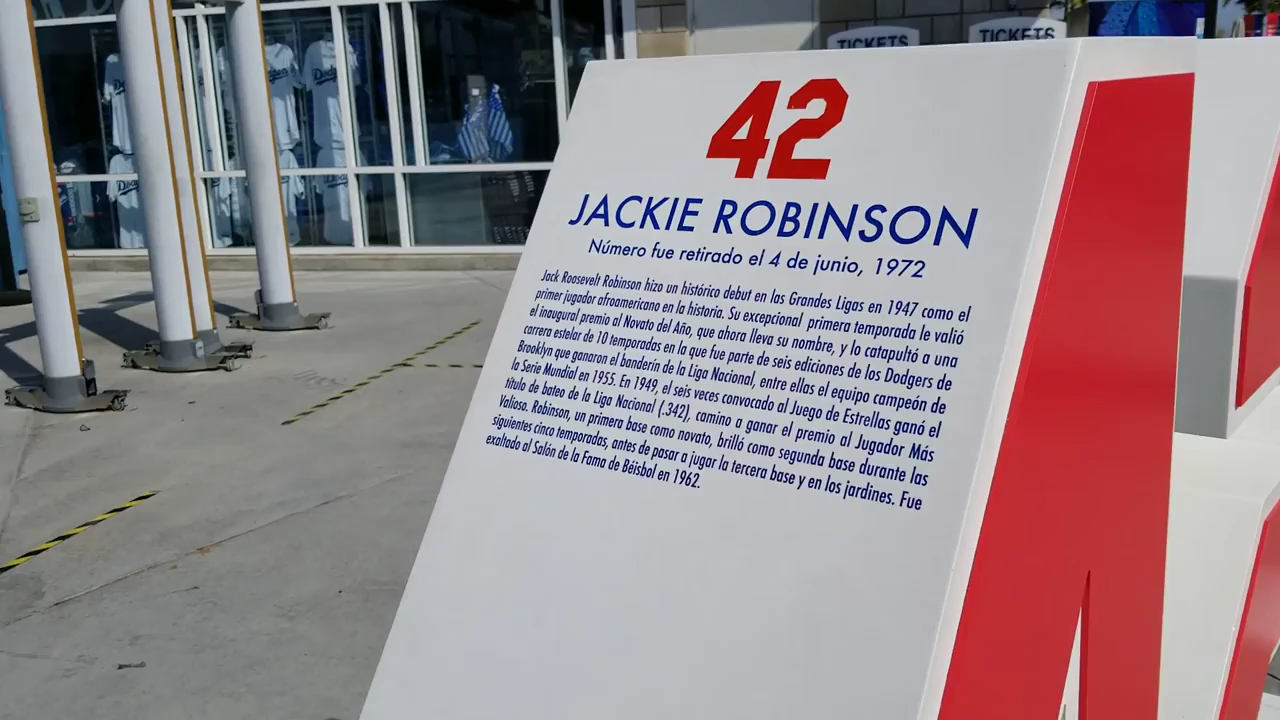 TICKETS
TICKETS
Dodgers
42
JACKIE ROBINSON
Número fue retirado el 4 de junio, 1972
Jack Roosevelt Robinson hizo un histórico debut en las Grandes Ligas en 1947 como el
primer jugador afroamericano en la historia. Su excepcional primera temporada le valió
el inaugural premio al Novato del Año, que ahora lleva su nombre, y lo catapultó a una
carrera estelar de 10 temporadas en la que fue parte de seis ediciones de los Dodgers de
Brooklyn que ganaron el banderín de la Liga Nacional, entre ellas el equipo campeón de
la Serie Mundial en 1955. En 1949, el seis veces convocado al Juego de Estrellas ganó el
título de bateo de la Liga Nacional (.342), camino a ganar el premio al Jugador Más
Valioso. Robinson, un primera base como novato, brilló como segunda base durante las
siguientes cinco temporadas, antes de pasar a jugar la tercera base y en los jardines. Fue
exaltado al Salón de la Fama de Béisbol en 1962.